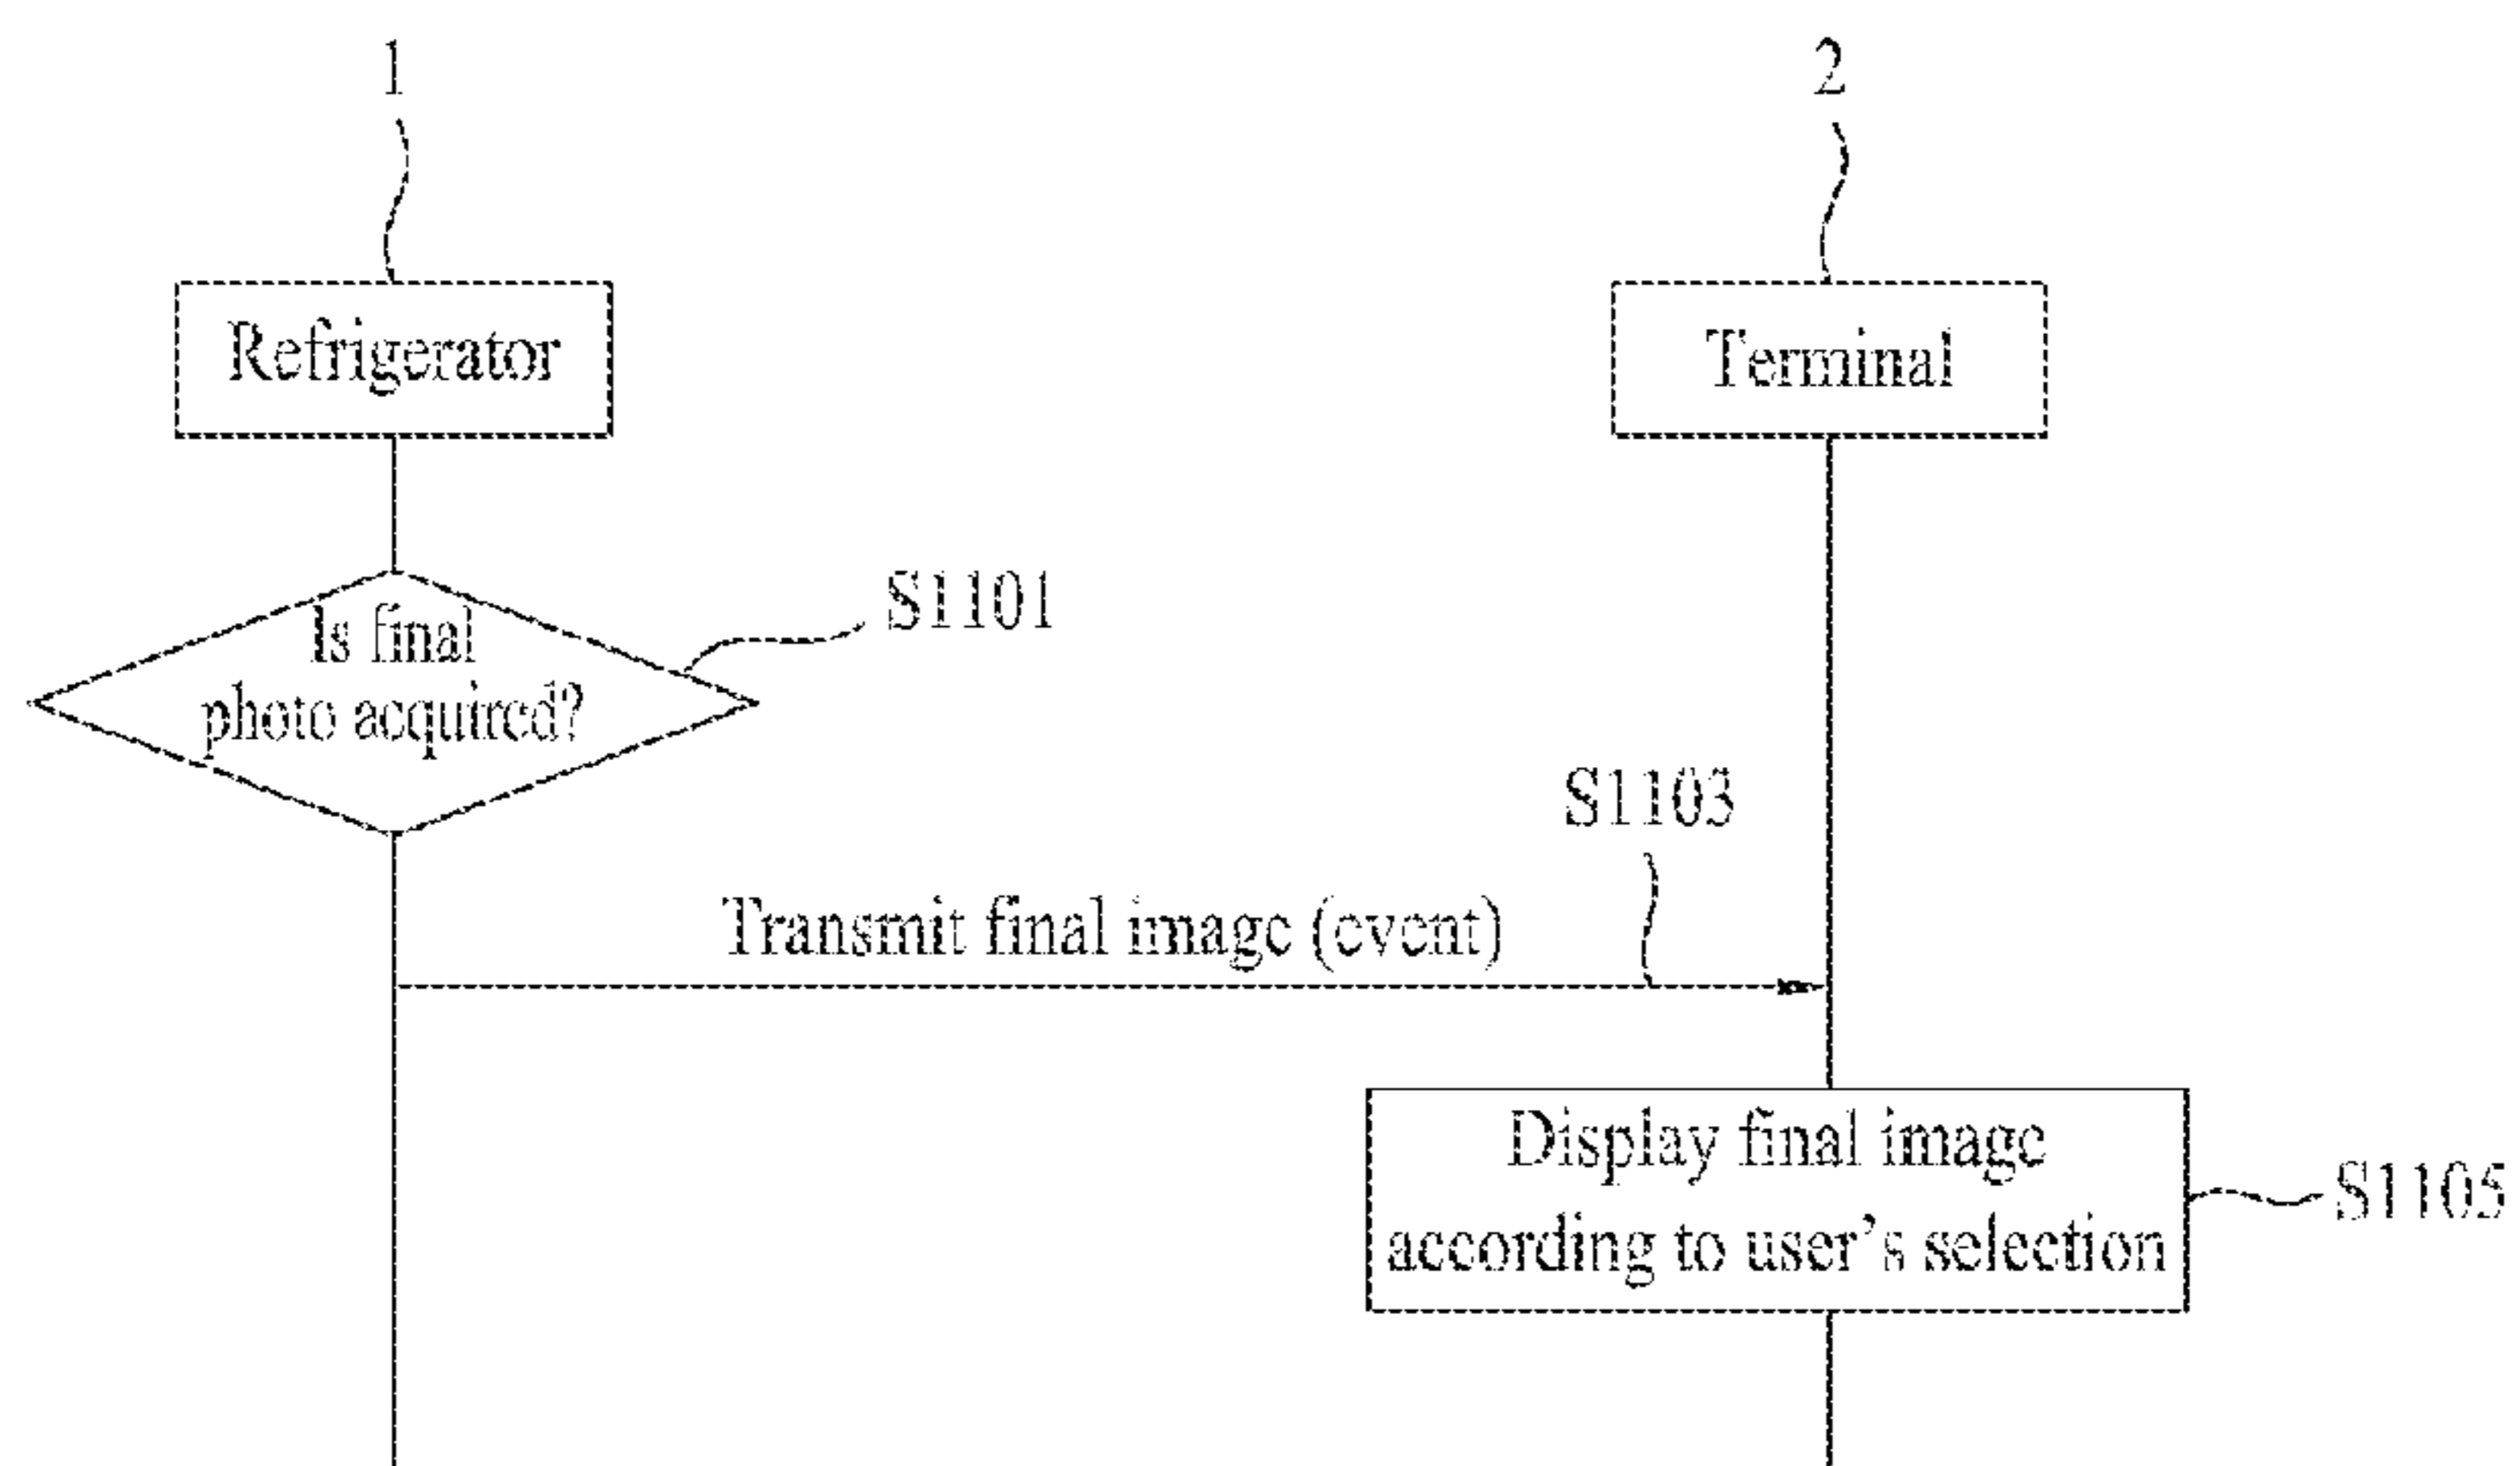 1
2
Refrigerator
Terminal
Is final
photo acquired?
S1101
S1103
Transmit final image (event)
Display final image
according to user's selection
S1105